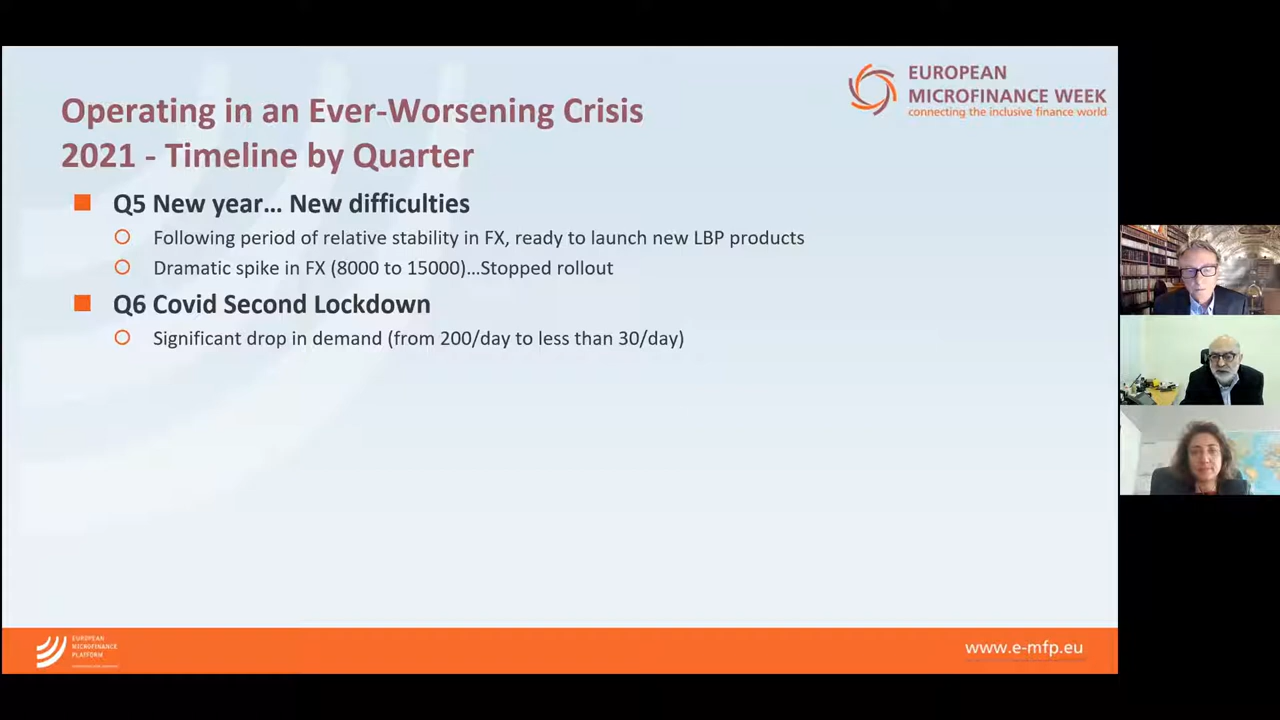 EUROPEAN
MICROFINANCE WEEK
connecting the inclusive finance world
Operating in an Ever-Worsening Crisis
2021 - Timeline by Quarter
Q5 New year... New difficulties
Following period of relative stability in FX, ready to launch new LBP products
Dramatic spike in FX (8000 to 15000)...Stopped rollout
Q6 Covid Second Lockdown
Significant drop in demand (from 200/day to less than 30/day)
EUROPEAN
MICROFINANCE
PLATFORM
www.e-mfp.eu